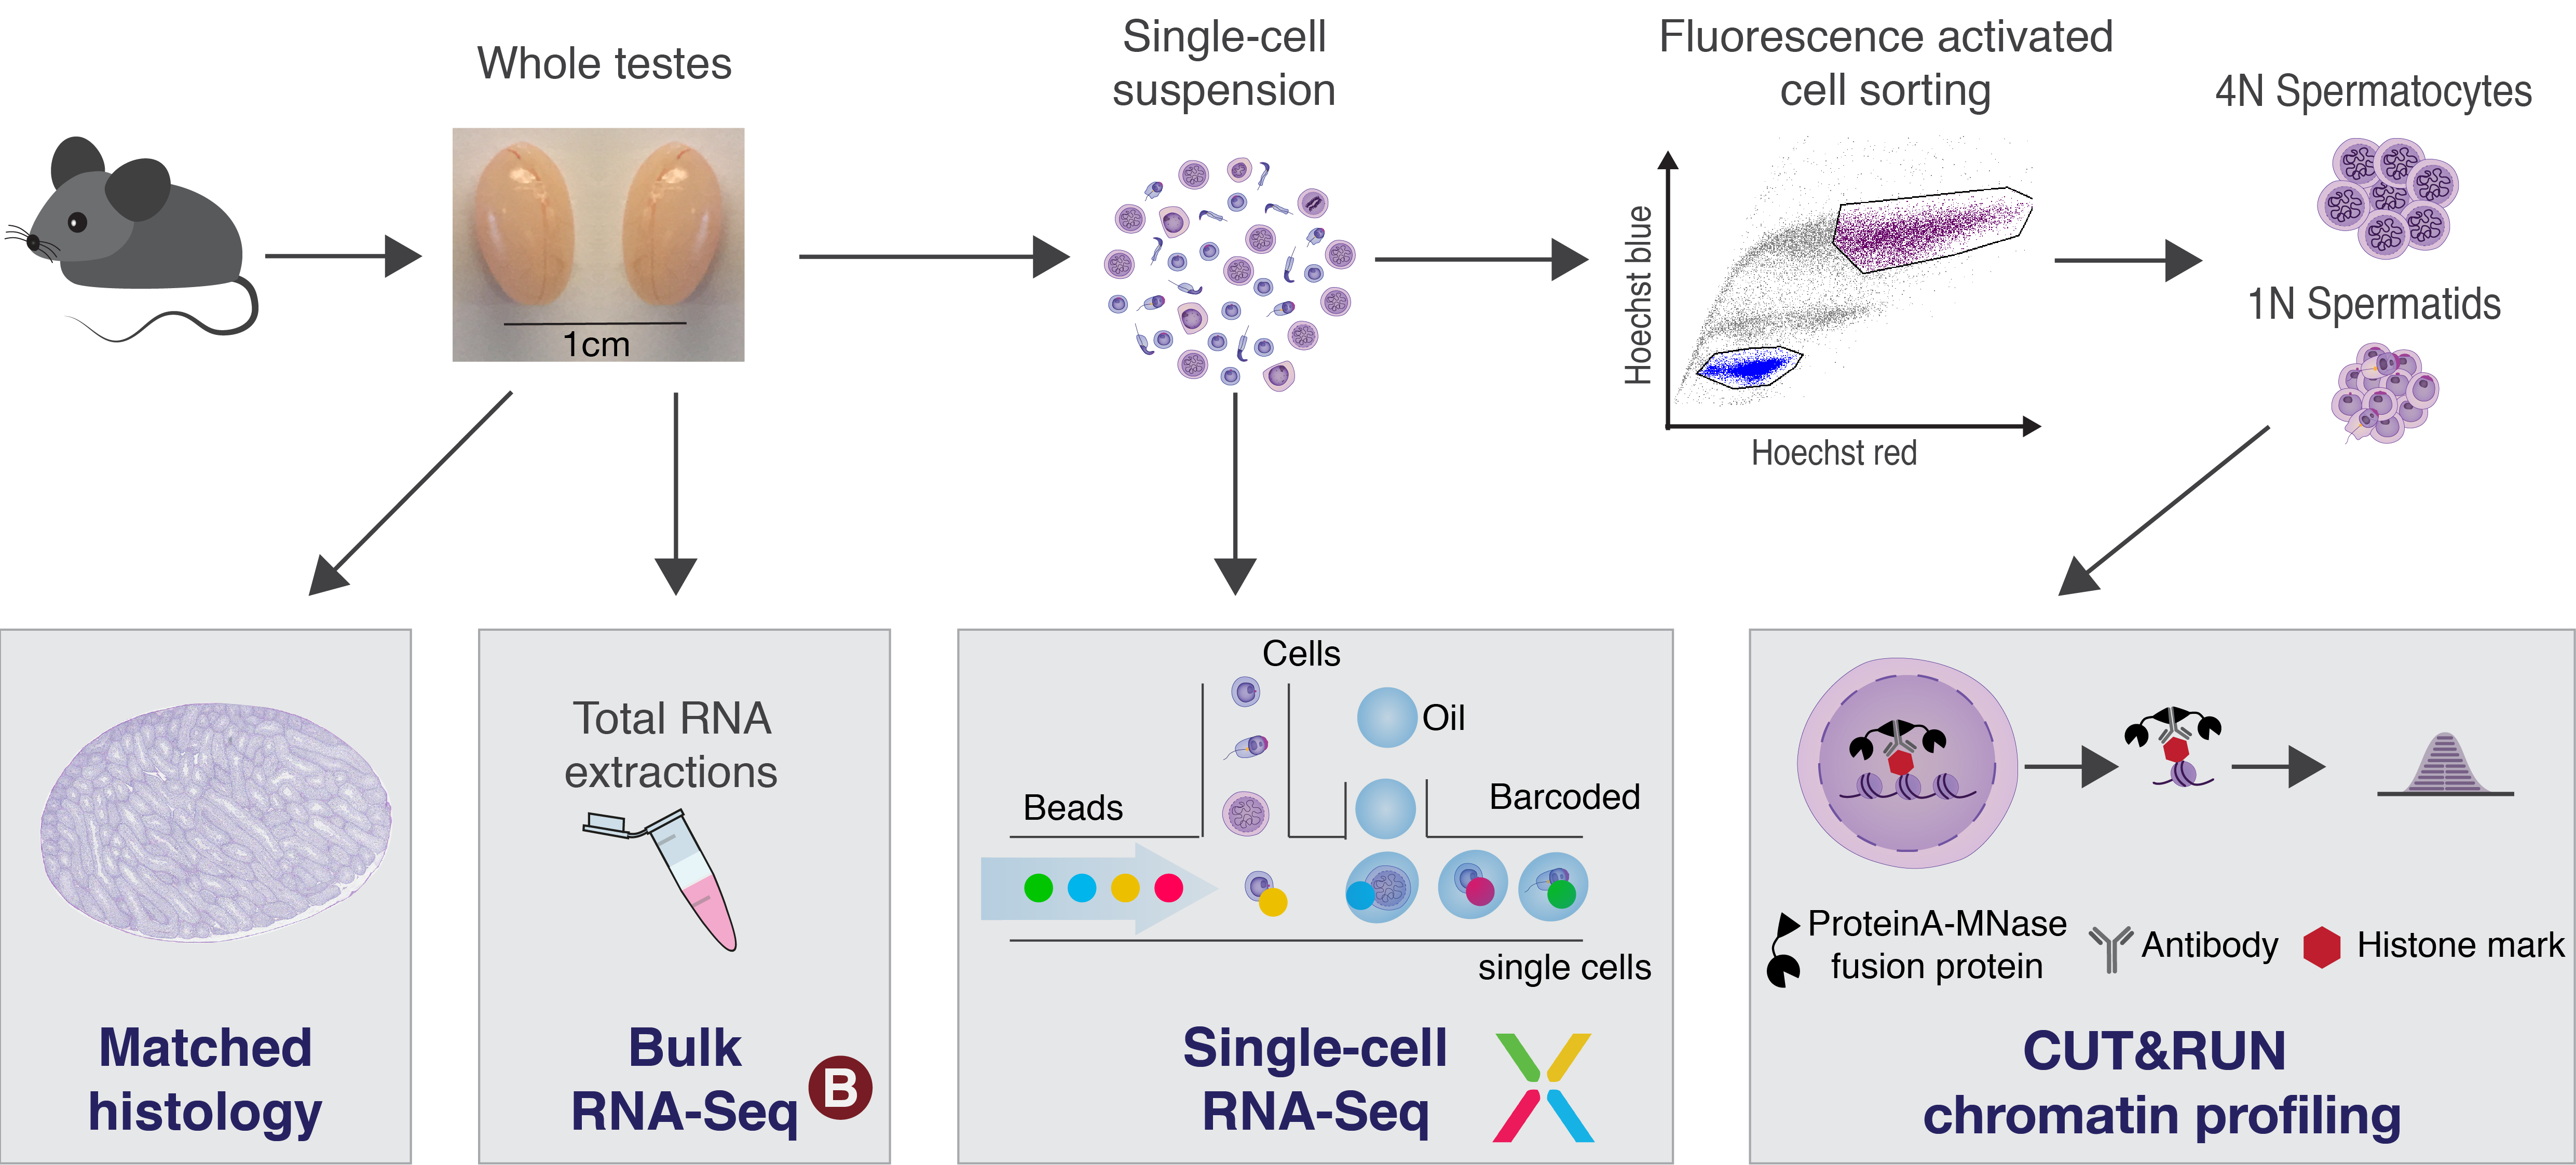 Whole testes
Single-cell
suspension
Fluorescence activated
cell sorting
4N Spermatocytes
1cm
Hoechst blue
Hoechst red
1N Spermatids
Total RNA
extractions
Cells
Oil
Beads
Barcoded
single cells
ProteinA-MNase
fusion protein
Antibody
Histone mark
Matched
histology
Bulk
RNA-Seq
B
Single-cell
RNA-Seq
CUT&RUN
chromatin profiling